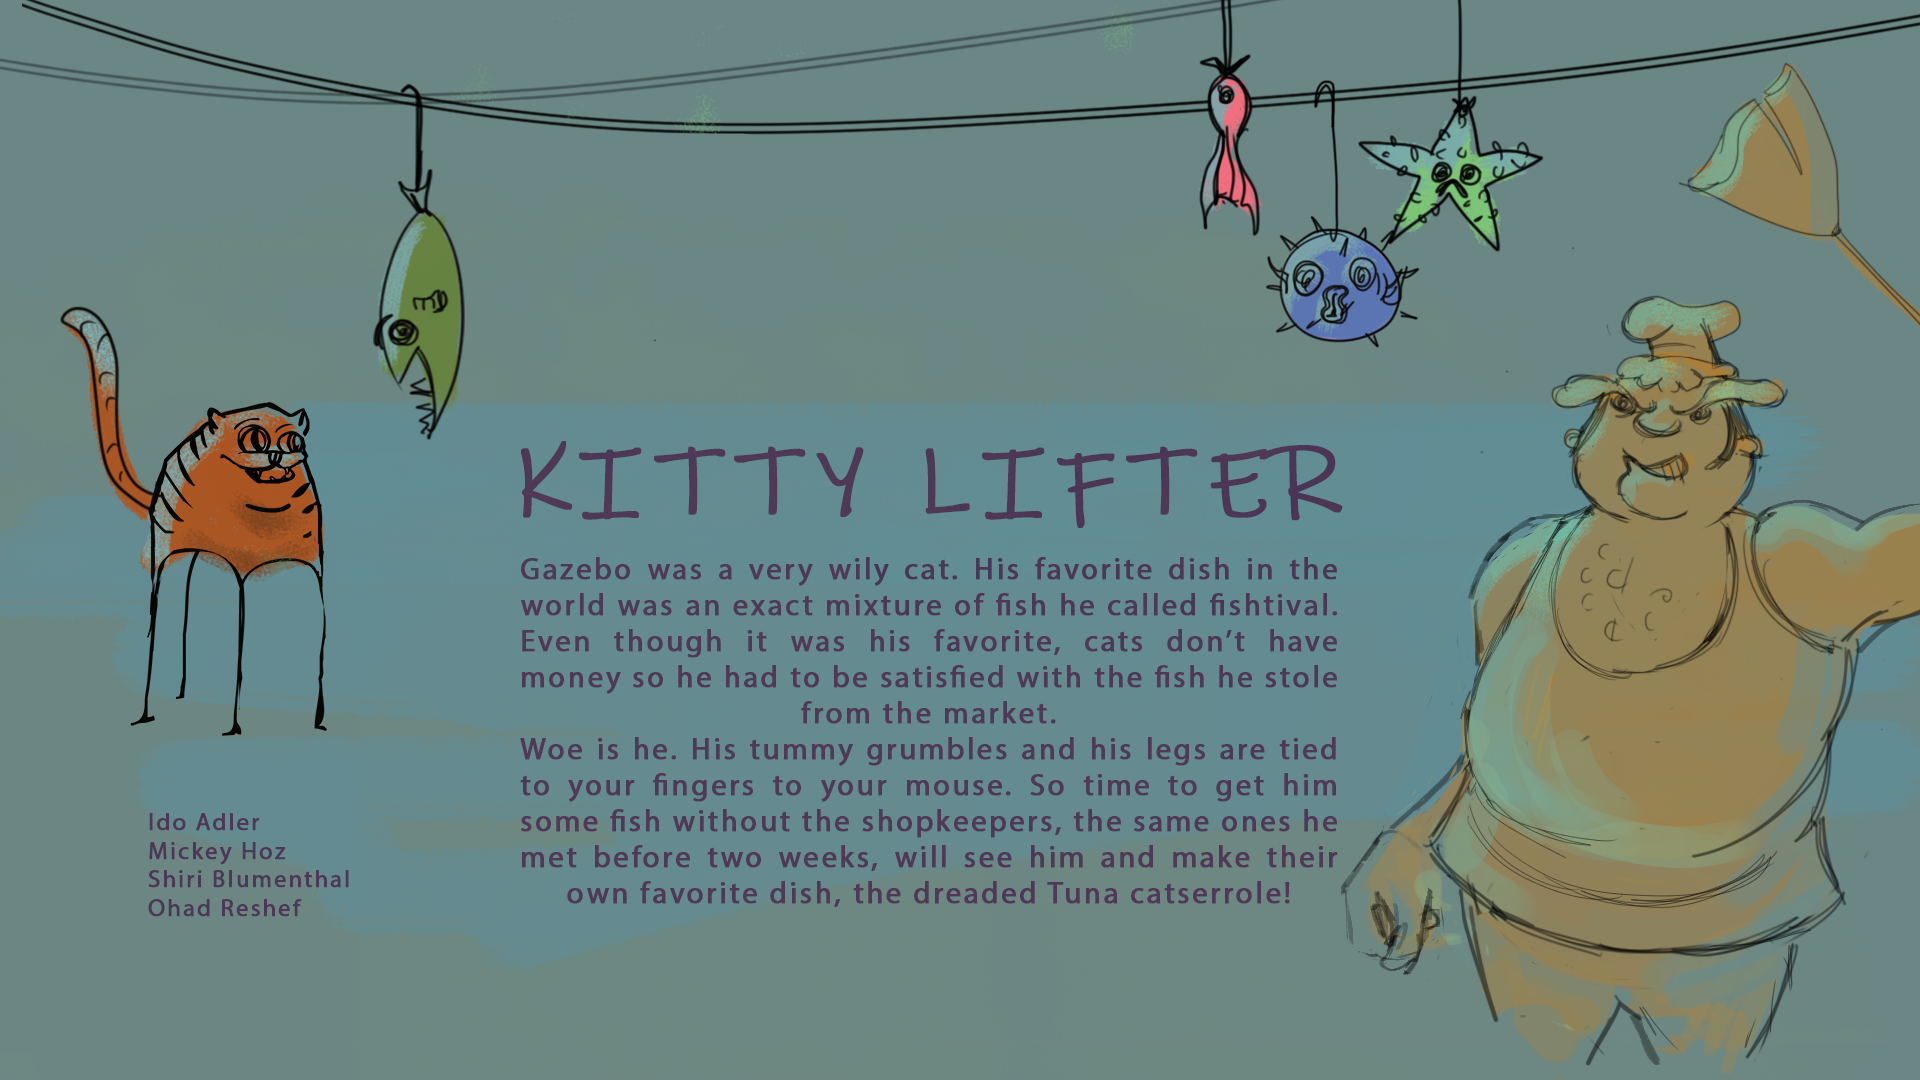 KITTY LIFTER
Gazebo was a very wily cat. His favorite dish in the
world was an exact mixture of fish he called fishtival.
Even though it was his favorite, cats don’t have
money so he had to be satisfied with the fish he stole
from the market.
Woe is he. His tummy grumbles and his legs are tied
to your fingers to your mouse. So time to get him
some fish without the shopkeepers, the same ones he
met before two weeks, will see him and make their
own favorite dish, the dreaded Tuna catserrole!
Ido Adler
Mickey Hoz
Shiri Blumenthal
Ohad Reshef